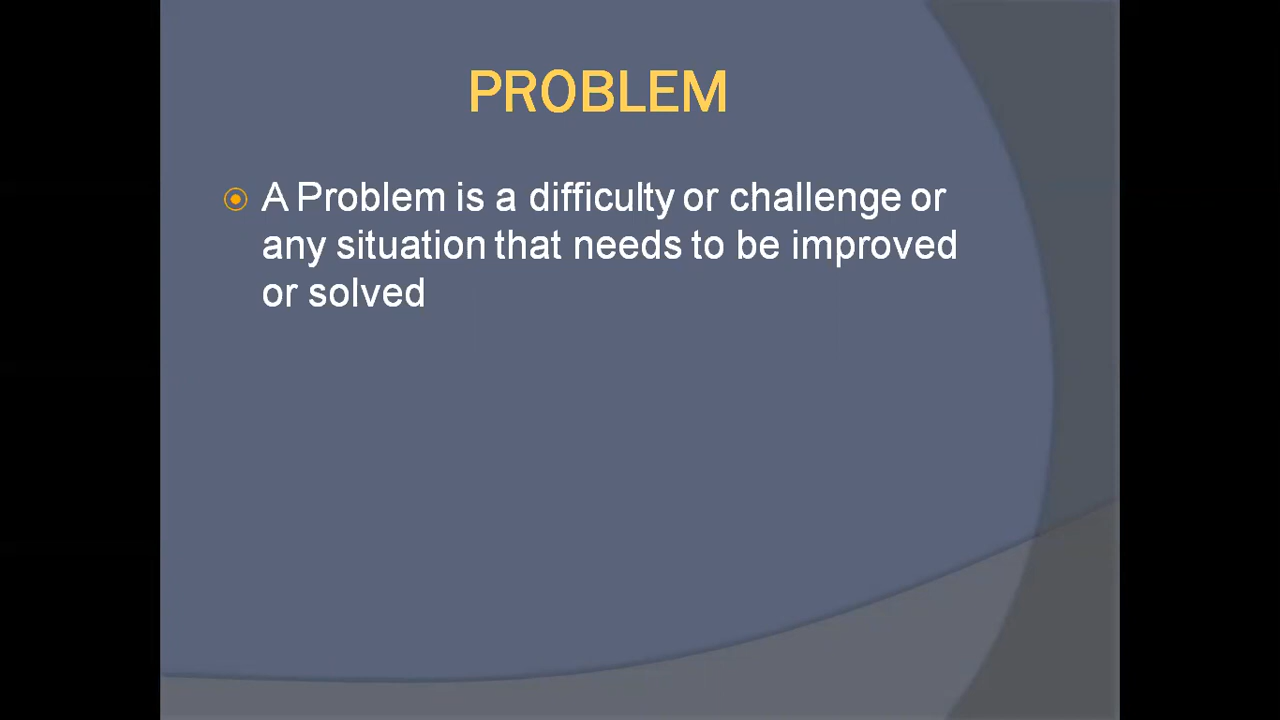 PROBLEM
A Problem is a difficulty or challenge or
any situation that needs to be improved
or solved